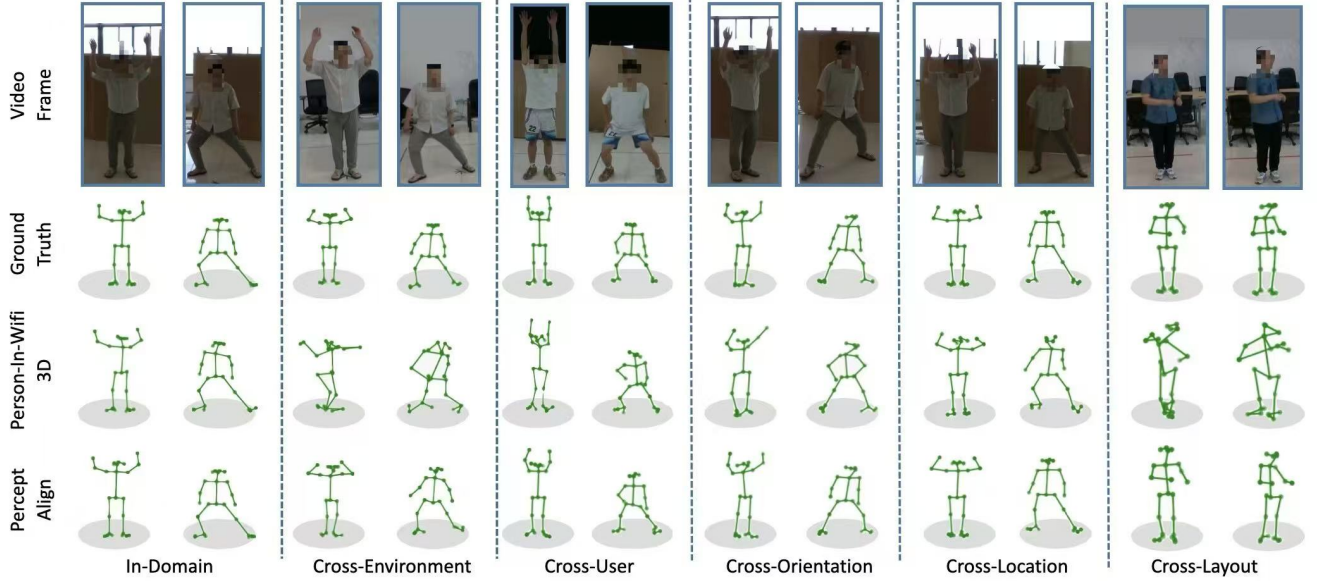 Video
Frame
Ground
Truth
Person-In-Wifi
3D
Percept
Align
In-Domain
Cross-Environment
Cross-User
Cross-Orientation
Cross-Location
Cross-Layout